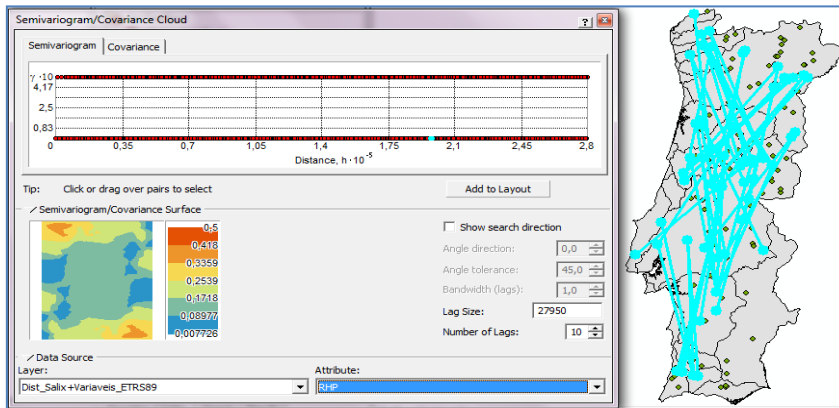 Semivariogram/Covariance Cloud
Semivariogram
Covariance
γ · 10
4,17
2,5
0,83
0 0,35 0,7 1,05 1,4 1,75 2,1 2,45 2,8
Distance, h · 10⁻⁵
Tip: Click or drag over pairs to select
Add to Layout
Semivariogram/Covariance Surface
0,5
0,418
0,3359
0,2539
0,1718
0,08977
0,007726
Show search direction
Angle direction: 0,0
Angle tolerance: 45,0
Bandwidth (lags): 1,0
Lag Size: 27950
Number of Lags: 10
Data Source
Layer: Attribute:
Dist_Salix+Variaveis_ETRS89 RHP